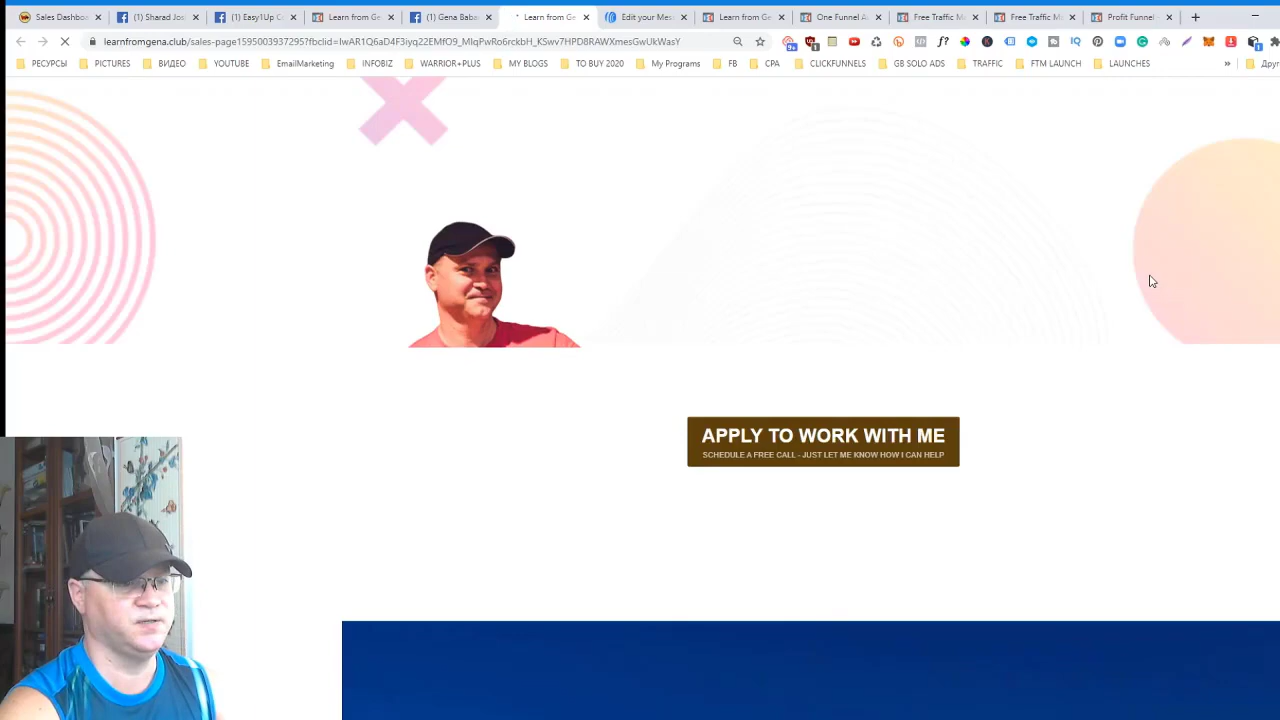 Sales Dashbo
(1) Sharad Jos
(1) Easy1Up C
Learn from Ge
(1) Gena Baba
Learn from Ge
Edit your Mes
Learn from Ge
One Funnel A
Free Traffic M
Free Traffic M
Profit Funnel
learnfromgena.club/sales-page1595003937295?fbclid=IwAR1Q6aD4F3iyq22EMfO9_MlqPwRo6rckbH_KSwv7HPD8RAWXmesGwUkWasY
РЕСУРСЫ
PICTURES
ВИДЕО
YOUTUBE
EmailMarketing
INFOBIZ
WARRIOR+PLUS
MY BLOGS
TO BUY 2020
My Programs
FB
CPA
CLICKFUNNELS
GB SOLO ADS
TRAFFIC
FTM LAUNCH
LAUNCHES
»
Друг
APPLY TO WORK WITH ME
SCHEDULE A FREE CALL - JUST LET ME KNOW HOW I CAN HELP